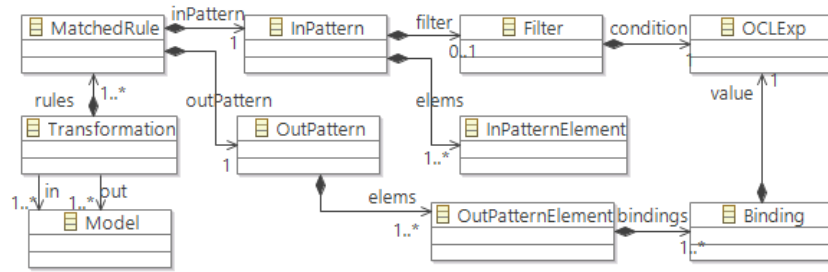 inPattern
MatchedRule
InPattern
filter
Filter
condition
OCLExp
1
0..1
1
rules
1..*
outPattern
elems
value
1
Transformation
OutPattern
InPatternElement
1
1..*
in
out
1..*
1..*
Model
elems
1..*
OutPatternElement
bindings
Binding
1..*